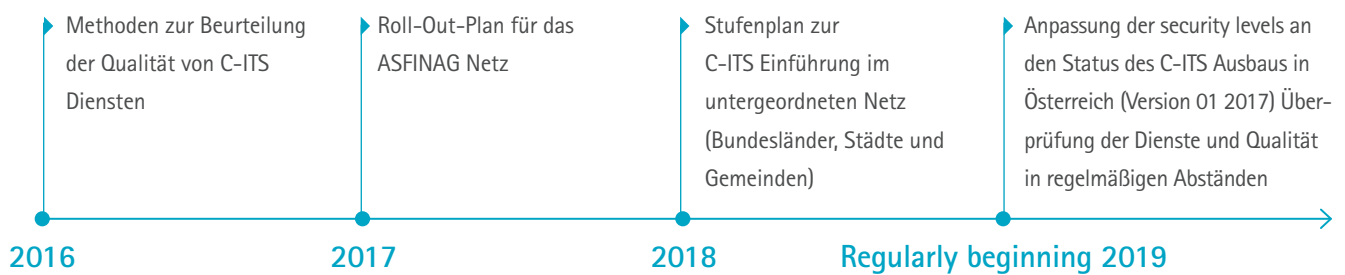 Methoden zur Beurteilung
der Qualität von C-ITS
Diensten
Roll-Out-Plan für das
ASFINAG Netz
Stufenplan zur
C-ITS Einführung im
untergeordneten Netz
(Bundesländer, Städte und
Gemeinden)
Anpassung der security levels an
den Status des C-ITS Ausbaus in
Österreich (Version 01 2017) Über-
prüfung der Dienste und Qualität
in regelmäßigen Abständen
2016
2017
2018
Regularly beginning 2019